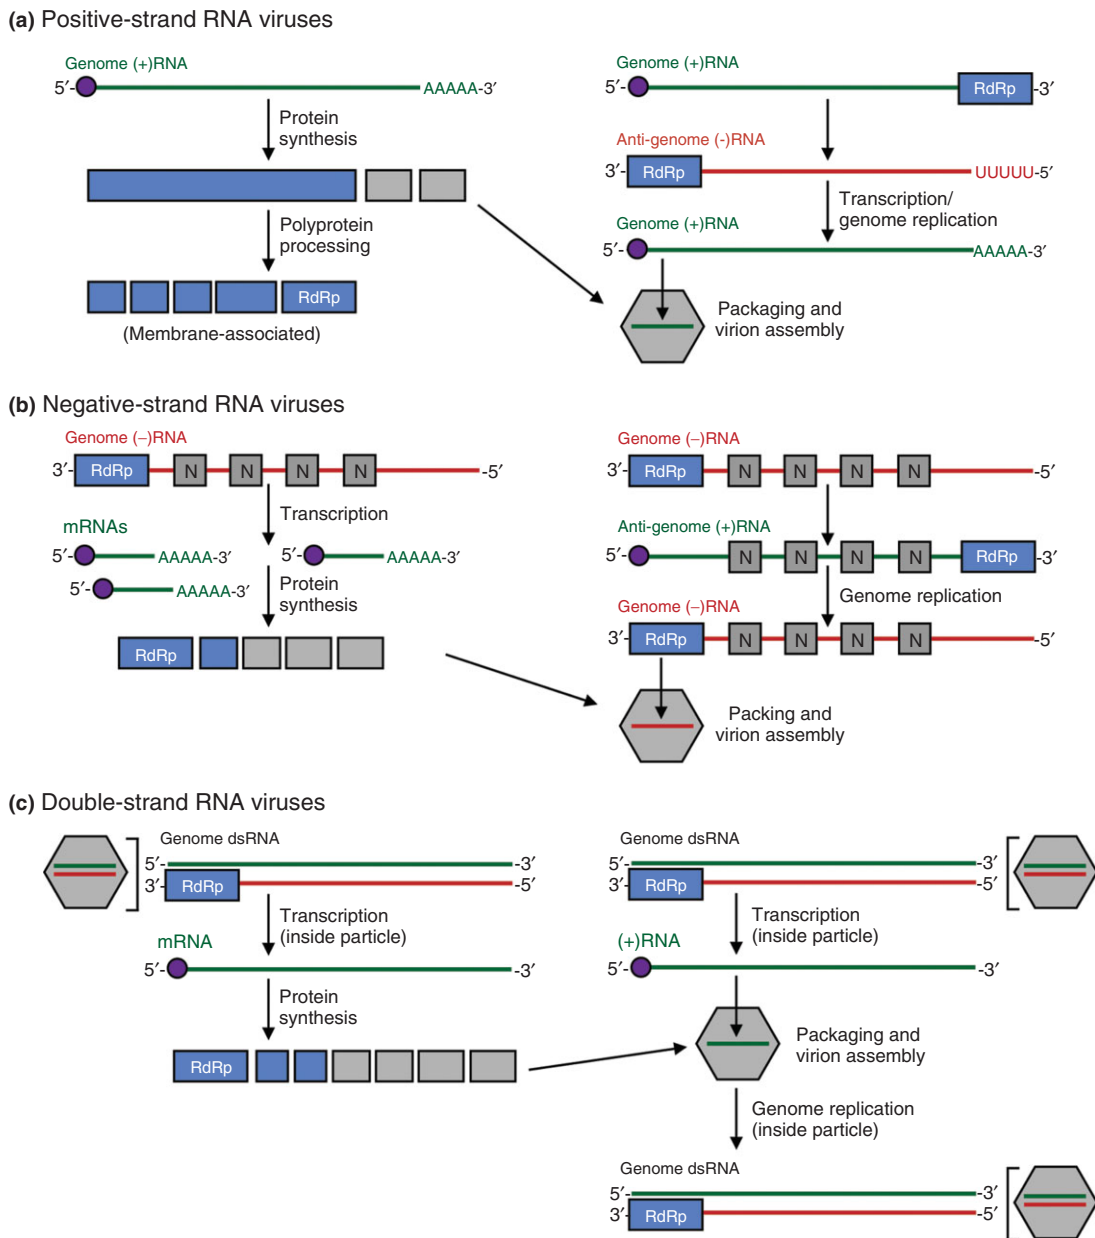 (a) Positive-strand RNA viruses
Genome (+)RNA
5′- AAAAA-3′
Protein
synthesis
Polyprotein
processing
RdRp
(Membrane-associated)
Genome (+)RNA
5′- RdRp -3′
Anti-genome (-)RNA
3′- RdRp UUUUU-5′
Transcription/
genome replication
Genome (+)RNA
5′- AAAAA-3′
Packaging and
virion assembly
(b) Negative-strand RNA viruses
Genome (–)RNA
3′- RdRp N N N N -5′
Transcription
mRNAs
5′- AAAAA-3′ 5′- AAAAA-3′
5′- AAAAA-3′
Protein
synthesis
RdRp
Genome (–)RNA
3′- RdRp N N N N -5′
Anti-genome (+)RNA
5′- N N N N RdRp -3′
Genome replication
Genome (–)RNA
3′- RdRp N N N N -5′
Packing and
virion assembly
(c) Double-strand RNA viruses
Genome dsRNA
5′- -3′
3′- RdRp -5′
Transcription
(inside particle)
mRNA
5′- -3′
Protein
synthesis
RdRp
Genome dsRNA
5′- -3′
3′- RdRp -5′
Transcription
(inside particle)
(+)RNA
5′- -3′
Packaging and
virion assembly
Genome replication
(inside particle)
Genome dsRNA
5′- -3′
3′- RdRp -5′